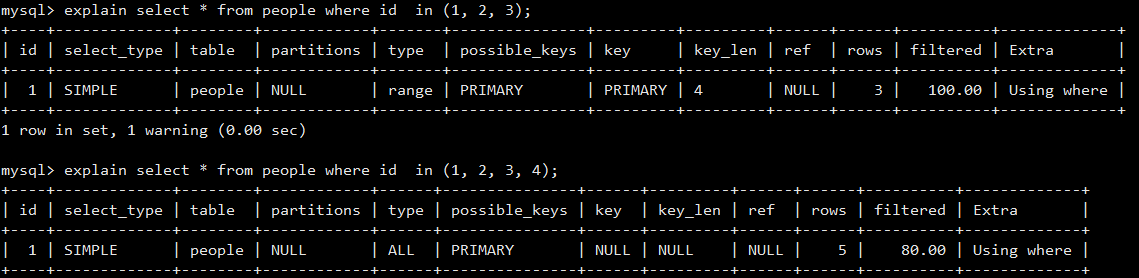 mysql> explain select * from people where id  in (1, 2, 3);
+----+-------------+--------+------------+-------+---------------+---------+---------+------+------+----------+-------------+
| id | select_type | table  | partitions | type  | possible_keys | key     | key_len | ref  | rows | filtered | Extra       |
+----+-------------+--------+------------+-------+---------------+---------+---------+------+------+----------+-------------+
|  1 | SIMPLE      | people | NULL       | range | PRIMARY       | PRIMARY | 4       | NULL |    3 |   100.00 | Using where |
+----+-------------+--------+------------+-------+---------------+---------+---------+------+------+----------+-------------+
1 row in set, 1 warning (0.00 sec)
mysql> explain select * from people where id  in (1, 2, 3, 4);
+----+-------------+--------+------------+------+---------------+------+---------+------+------+----------+-------------+
| id | select_type | table  | partitions | type | possible_keys | key  | key_len | ref  | rows | filtered | Extra       |
+----+-------------+--------+------------+------+---------------+------+---------+------+------+----------+-------------+
|  1 | SIMPLE      | people | NULL       | ALL  | PRIMARY       | NULL | NULL    | NULL |    5 |    80.00 | Using where |
+----+-------------+--------+------------+------+---------------+------+---------+------+------+----------+-------------+